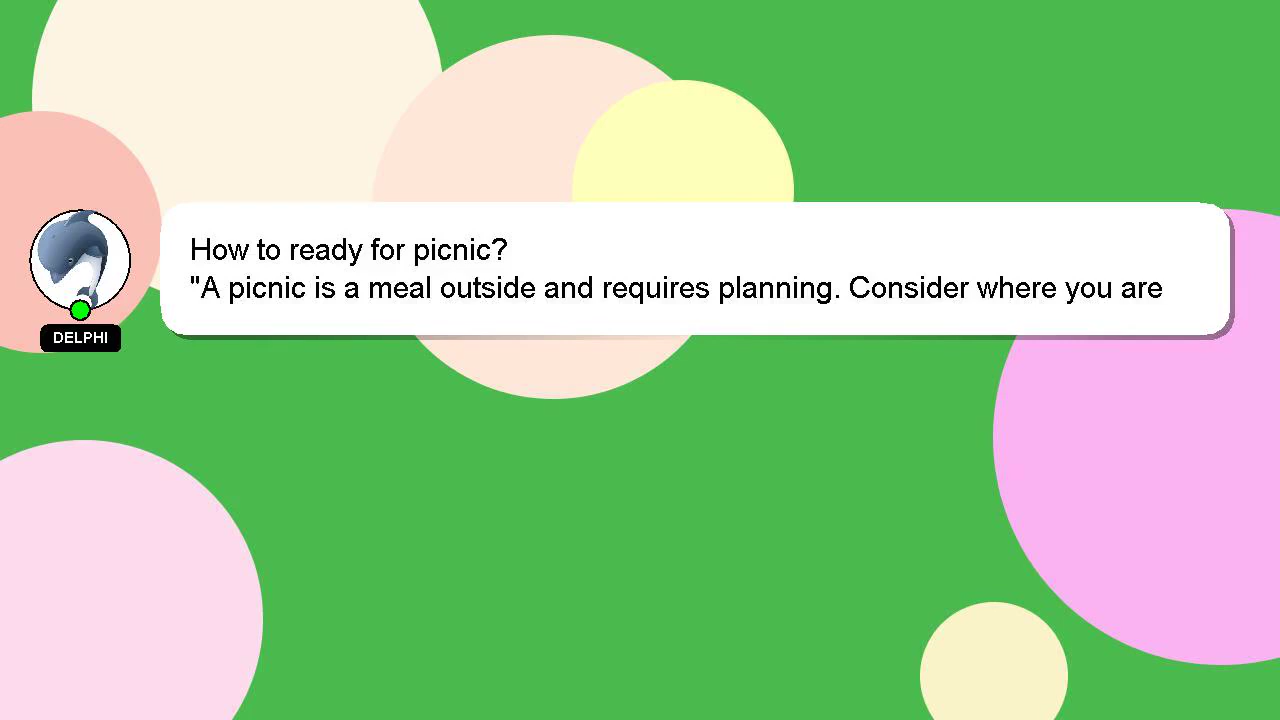 How to ready for picnic?
"A picnic is a meal outside and requires planning. Consider where you are
DELPHI